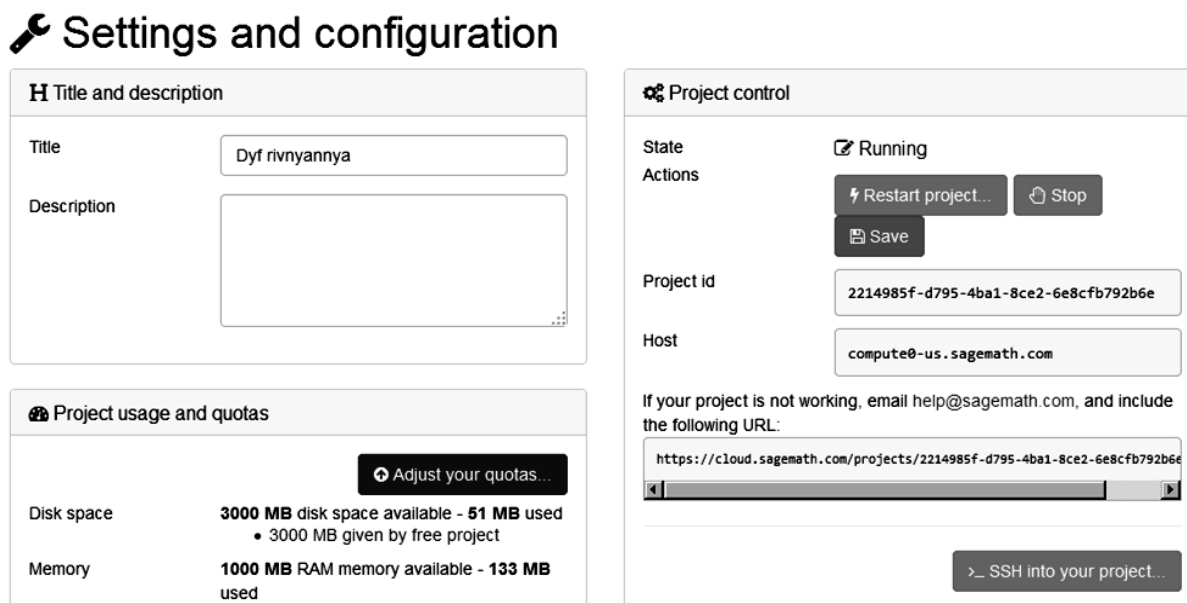 Settings and configuration
H Title and description
Title
Dyf rivnyannya
Description
Project usage and quotas
Adjust your quotas...
Disk space
3000 MB disk space available - 51 MB used
• 3000 MB given by free project
Memory
1000 MB RAM memory available - 133 MB
used
Project control
State
Running
Actions
Restart project...
Stop
Save
Project id
2214985f-d795-4ba1-8ce2-6e8cfb792b6e
Host
compute0-us.sagemath.com
If your project is not working, email help@sagemath.com, and include
the following URL:
https://cloud.sagemath.com/projects/2214985f-d795-4ba1-8ce2-6e8cfb792b6e
>_ SSH into your project...